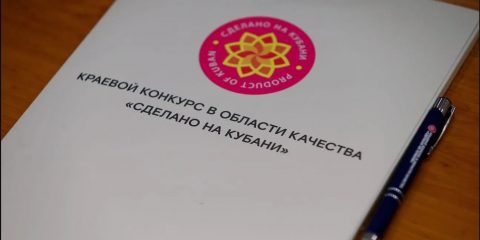 СДЕЛАНО НА КУБАНИ
PRODUCT OF KUBAN
КРАЕВОЙ КОНКУРС В ОБЛАСТИ КАЧЕСТВА
«СДЕЛАНО НА КУБАНИ»